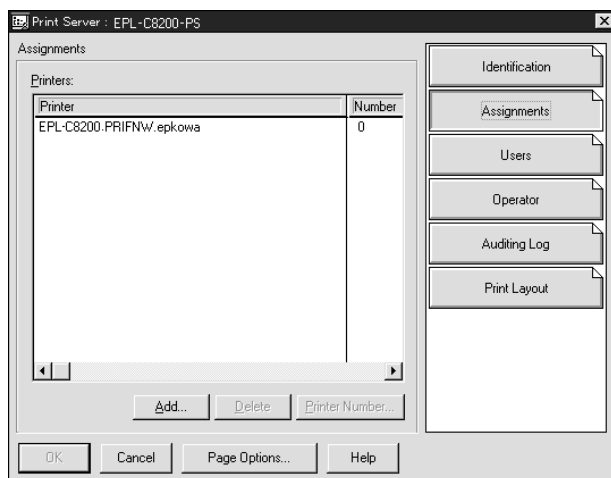 Print Server : EPL-C8200-PS
Assignments
Printers:
Printer Number
EPL-C8200.PRIFNW.epkowa 0
Add... Delete Printer Number...
OK Cancel Page Options... Help
Identification
Assignments
Users
Operator
Auditing Log
Print Layout